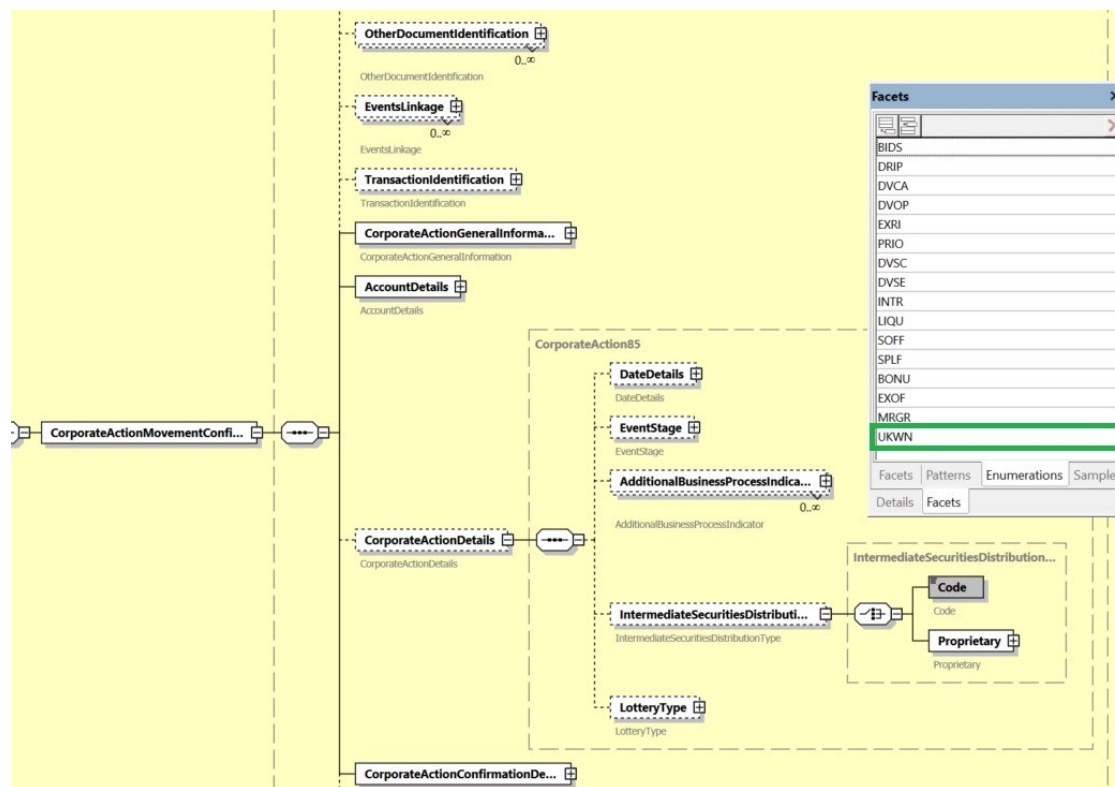 OtherDocumentIdentification
0..∞
OtherDocumentIdentification
EventsLinkage
0..∞
EventsLinkage
TransactionIdentification
TransactionIdentification
CorporateActionGeneralInforma...
CorporateActionGeneralInformation
AccountDetails
AccountDetails
CorporateActionMovementConfi...
CorporateActionDetails
CorporateActionDetails
CorporateAction85
DateDetails
DateDetails
EventStage
EventStage
AdditionalBusinessProcessIndica...
0..∞
AdditionalBusinessProcessIndicator
IntermediateSecuritiesDistributi...
IntermediateSecuritiesDistributionType
IntermediateSecuritiesDistribution...
Code
Code
Proprietary
Proprietary
LotteryType
LotteryType
CorporateActionConfirmationDe...
Facets
BIDS
DRIP
DVCA
DVOP
EXRI
PRIO
DVSC
DVSE
INTR
LIQU
SOFF
SPLF
BONU
EXOF
MRGR
UKWN
Facets Patterns Enumerations Sample
Details Facets